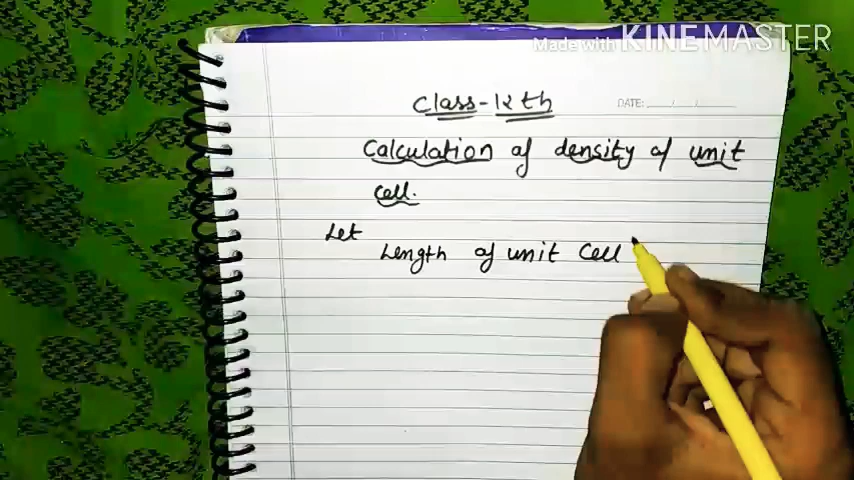 Made with KINEMASTER
Class-12th
DATE:
Calculation of density of unit
cell.
Let
Length of unit Cell